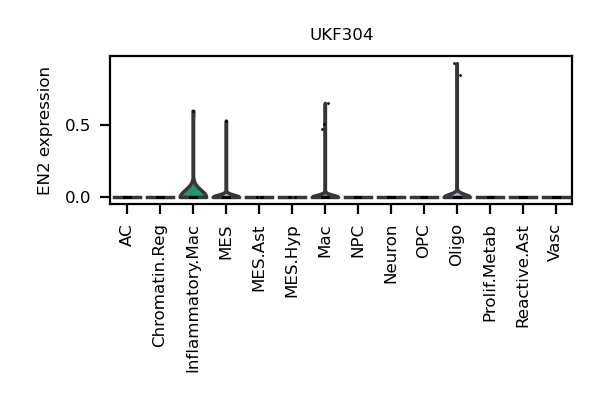 UKF304
EN2 expression
0.5
0.0
AC
Chromatin.Reg
Inflammatory.Mac
MES
MES.Ast
MES.Hyp
Mac
NPC
Neuron
OPC
Oligo
Prolif.Metab
Reactive.Ast
Vasc